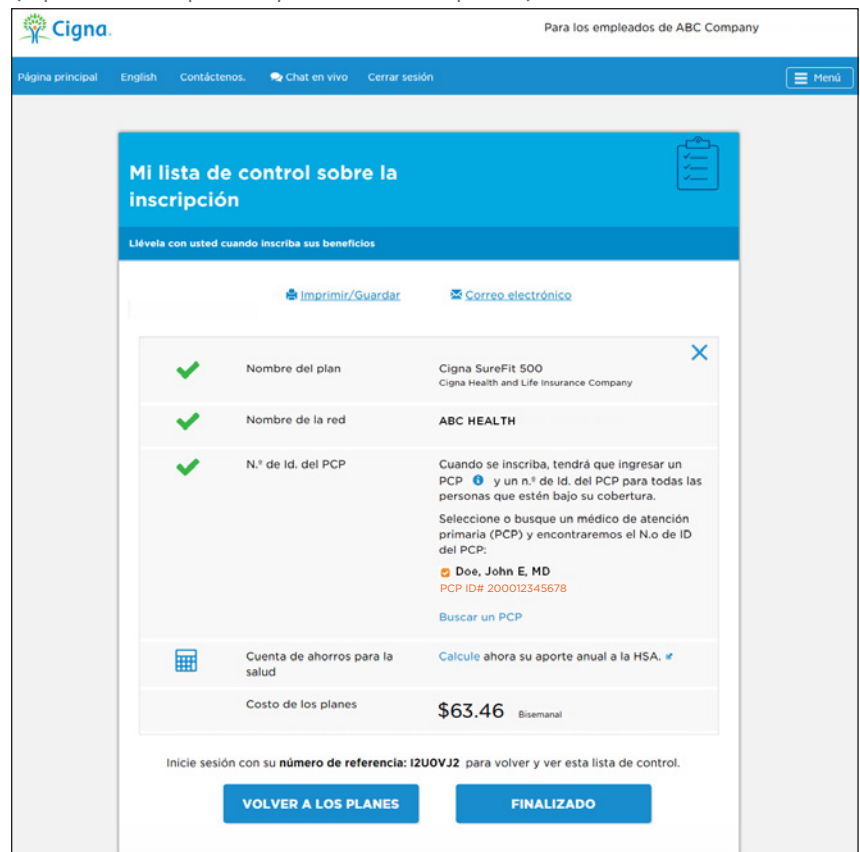 Cigna.
Para los empleados de ABC Company
Página principal English Contáctenos. Chat en vivo Cerrar sesión Menú
Mi lista de control sobre la
inscripción
Llévela con usted cuando inscriba sus beneficios
Imprimir/Guardar Correo electrónico
Nombre del plan
Cigna SureFit 500
Cigna Health and Life Insurance Company
Nombre de la red
ABC HEALTH
N.º de Id. del PCP
Cuando se inscriba, tendrá que ingresar un
PCP y un n.º de Id. del PCP para todas las
personas que estén bajo su cobertura.
Seleccione o busque un médico de atención
primaria (PCP) y encontraremos el N.o de ID
del PCP:
Doe, John E, MD
PCP ID# 200012345678
Buscar un PCP
Cuenta de ahorros para la
salud
Calcule ahora su aporte anual a la HSA.
Costo de los planes
$63.46 Bisemanal
Inicie sesión con su número de referencia: I2U0VJ2 para volver y ver esta lista de control.
VOLVER A LOS PLANES
FINALIZADO